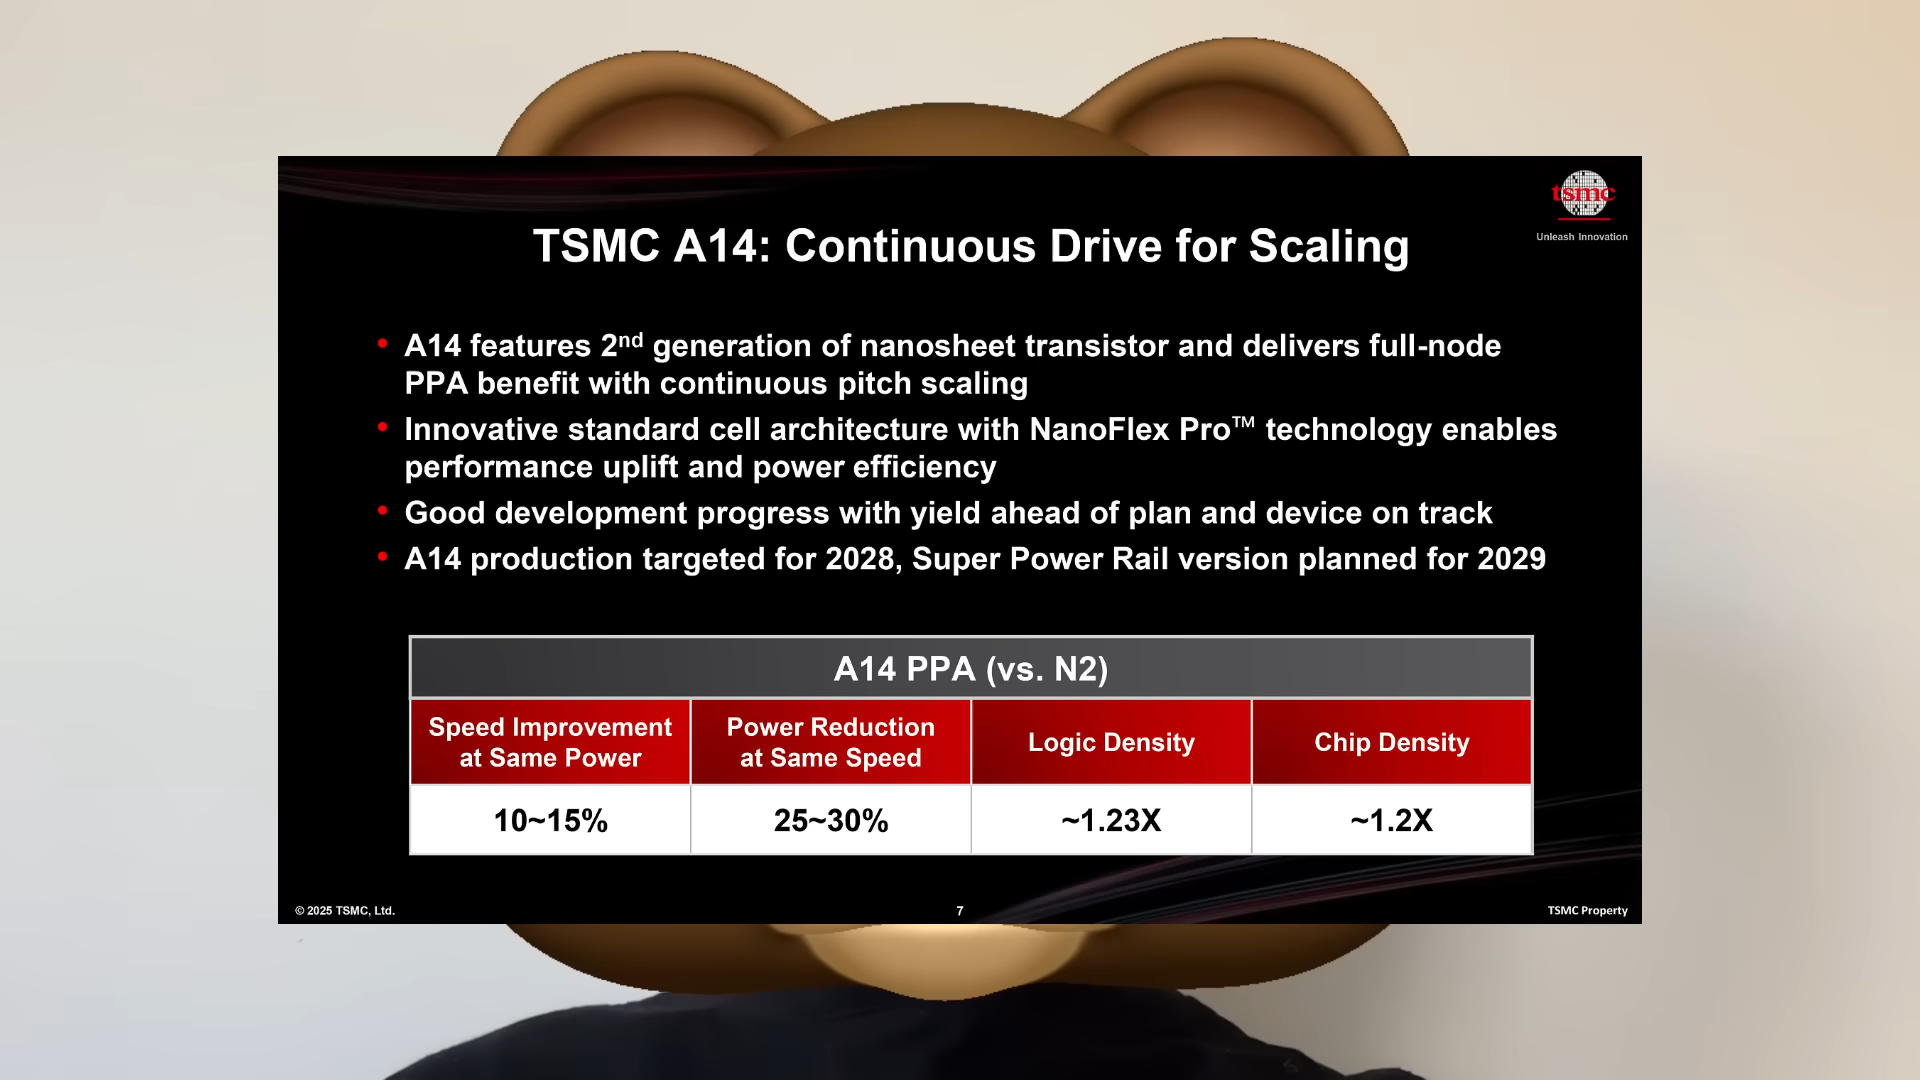 tsmc
Unleash Innovation
TSMC A14: Continuous Drive for Scaling
• A14 features 2nd generation of nanosheet transistor and delivers full-node
PPA benefit with continuous pitch scaling
• Innovative standard cell architecture with NanoFlex Pro™ technology enables
performance uplift and power efficiency
• Good development progress with yield ahead of plan and device on track
• A14 production targeted for 2028, Super Power Rail version planned for 2029
A14 PPA (vs. N2)
Speed Improvement
at Same Power
Power Reduction
at Same Speed
Logic Density
Chip Density
10~15%
25~30%
~1.23X
~1.2X
© 2025 TSMC, Ltd.
7
TSMC Property